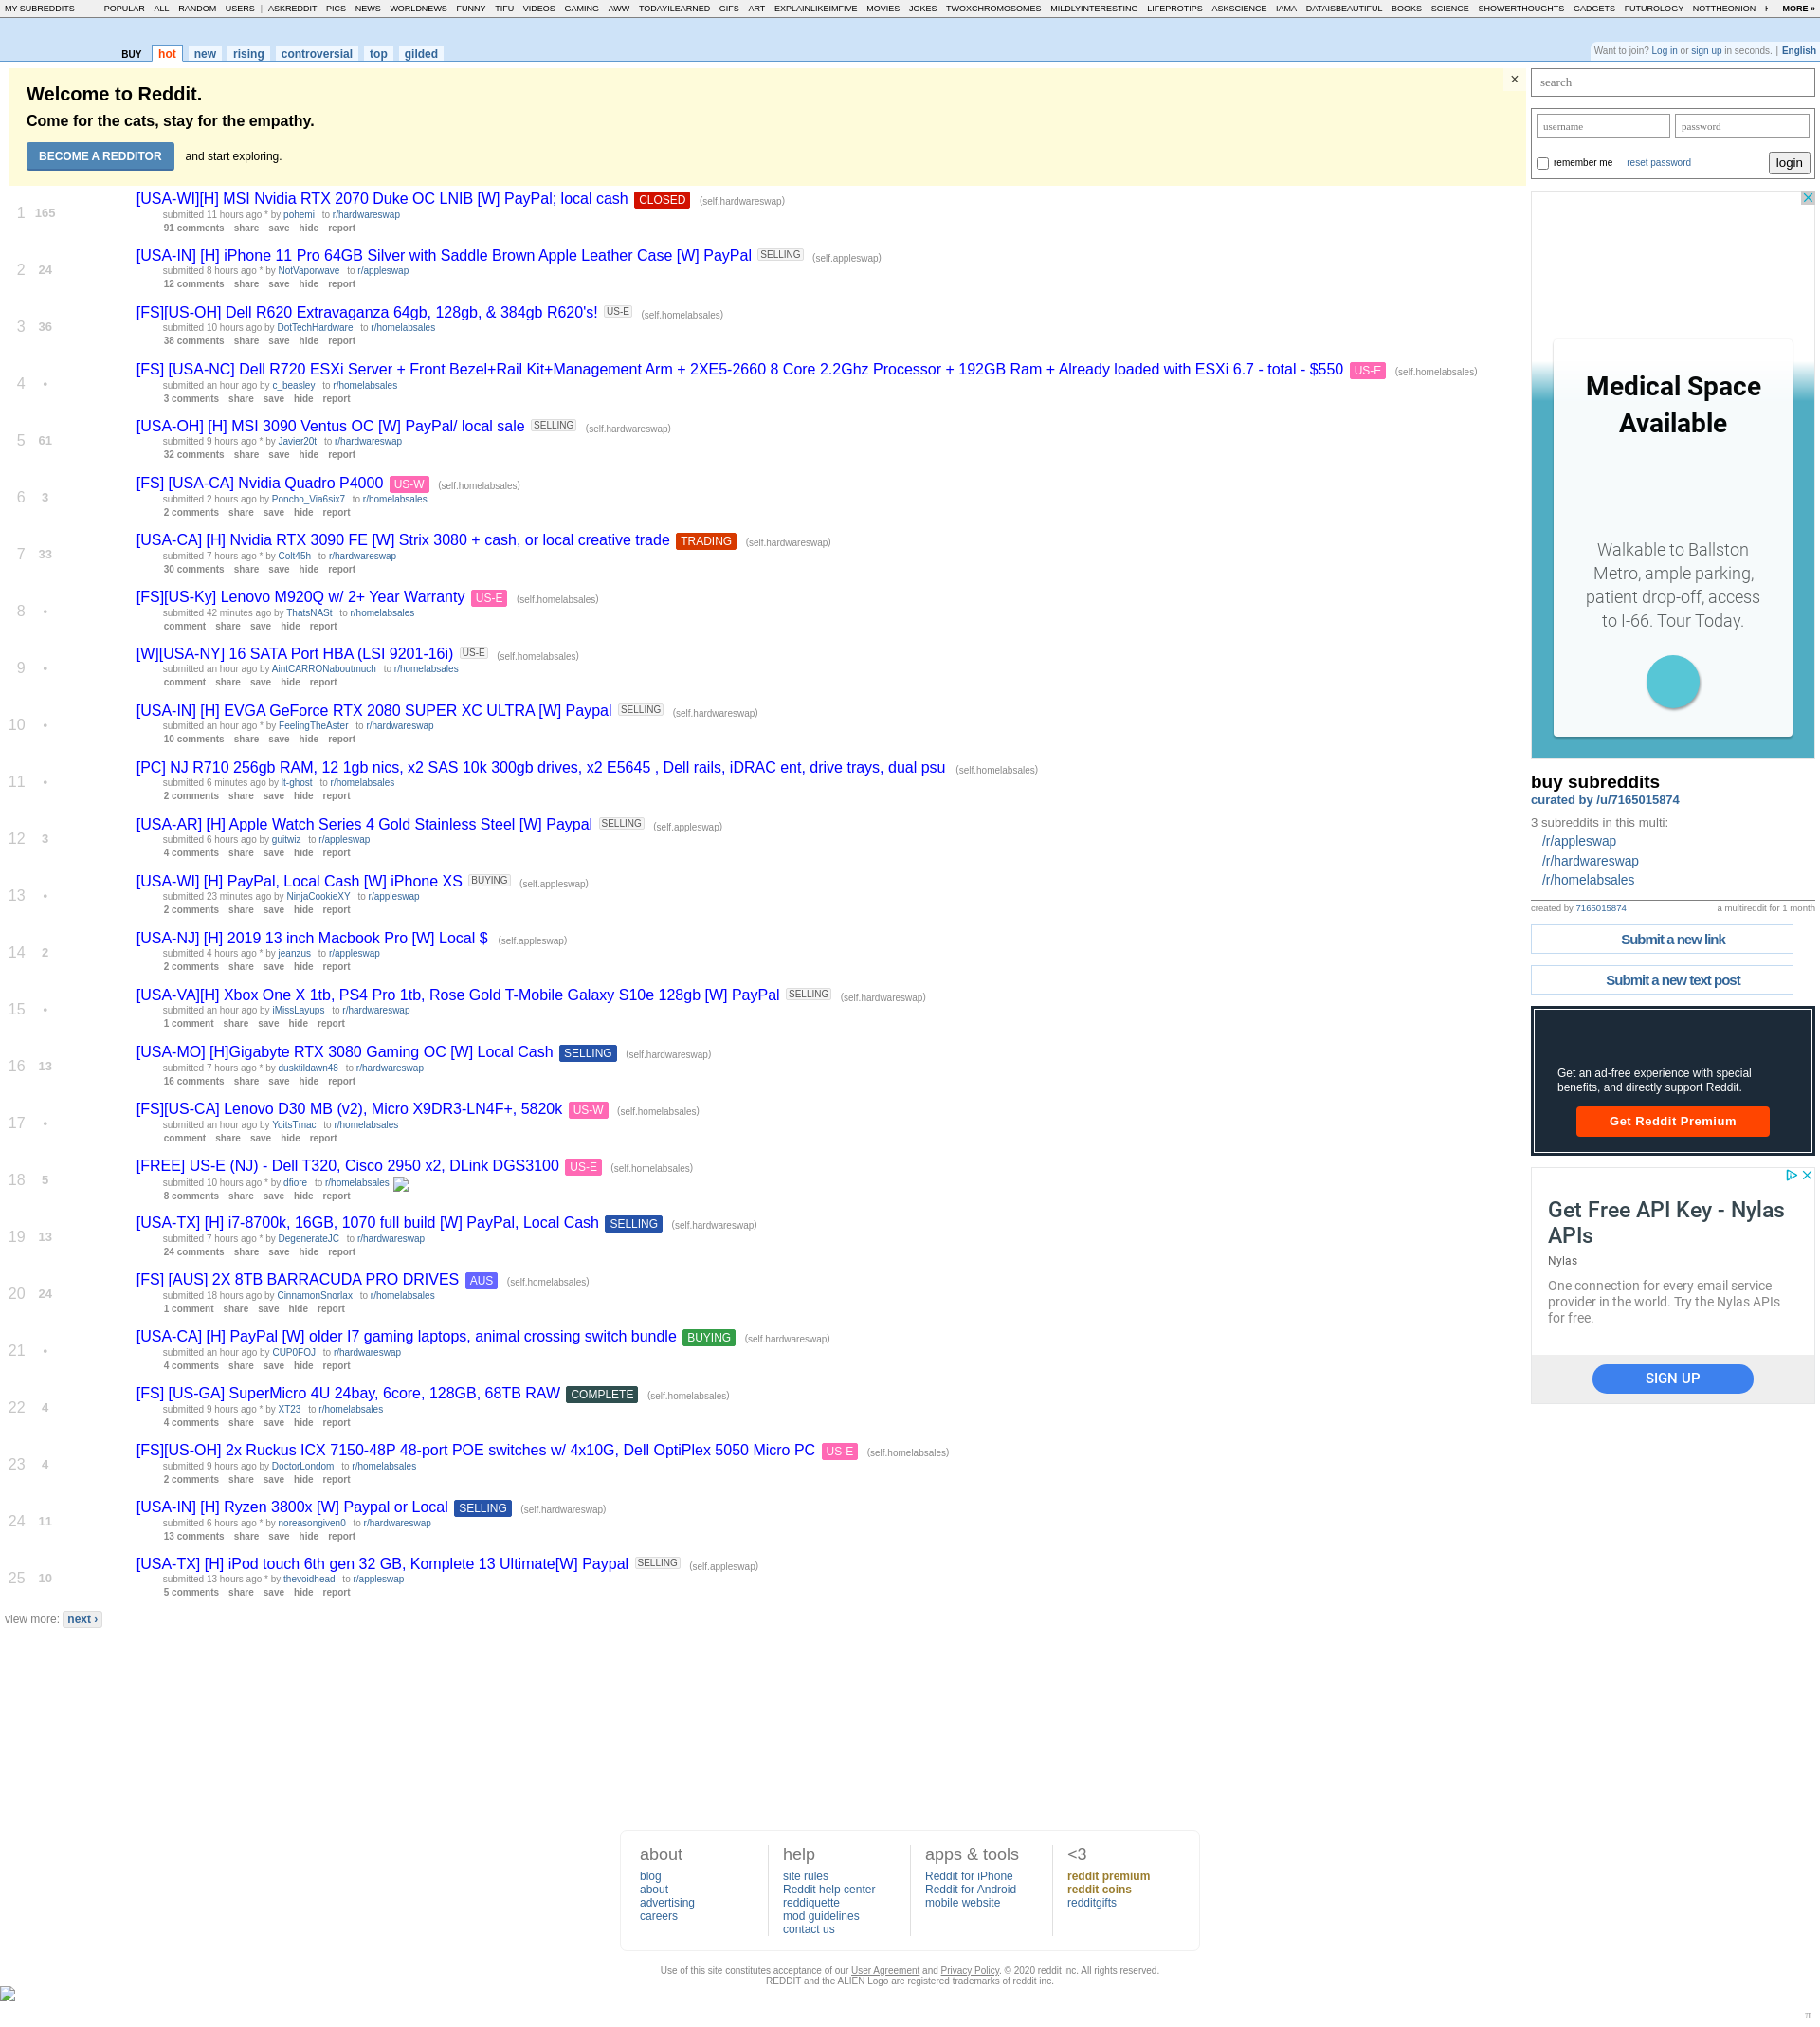 MY SUBREDDITS POPULAR - ALL - RANDOM - USERS | ASKREDDIT - PICS - NEWS - WORLDNEWS - FUNNY - TIFU - VIDEOS - GAMING - AWW - TODAYILEARNED - GIFS - ART - EXPLAINLIKEIMFIVE - MOVIES - JOKES - TWOXCHROMOSOMES - MILDLYINTERESTING - LIFEPROTIPS - ASKSCIENCE - IAMA - DATAISBEAUTIFUL - BOOKS - SCIENCE - SHOWERTHOUGHTS - GADGETS - FUTUROLOGY - NOTTHEONION - MORE »
BUY hot new rising controversial top gilded
Want to join? Log in or sign up in seconds. | English
Welcome to Reddit.
Come for the cats, stay for the empathy.
BECOME A REDDITOR and start exploring.
×
1 165 [USA-WI][H] MSI Nvidia RTX 2070 Duke OC LNIB [W] PayPal; local cash CLOSED (self.hardwareswap)
submitted 11 hours ago * by pohemi to r/hardwareswap
91 comments share save hide report
2 24 [USA-IN] [H] iPhone 11 Pro 64GB Silver with Saddle Brown Apple Leather Case [W] PayPal SELLING (self.appleswap)
submitted 8 hours ago * by NotVaporwave to r/appleswap
12 comments share save hide report
3 36 [FS][US-OH] Dell R620 Extravaganza 64gb, 128gb, & 384gb R620's! US-E (self.homelabsales)
submitted 10 hours ago by DotTechHardware to r/homelabsales
38 comments share save hide report
4 • [FS] [USA-NC] Dell R720 ESXi Server + Front Bezel+Rail Kit+Management Arm + 2XE5-2660 8 Core 2.2Ghz Processor + 192GB Ram + Already loaded with ESXi 6.7 - total - $550 US-E (self.homelabsales)
submitted an hour ago by c_beasley to r/homelabsales
3 comments share save hide report
5 61 [USA-OH] [H] MSI 3090 Ventus OC [W] PayPal/ local sale SELLING (self.hardwareswap)
submitted 9 hours ago * by Javier20t to r/hardwareswap
32 comments share save hide report
6 3 [FS] [USA-CA] Nvidia Quadro P4000 US-W (self.homelabsales)
submitted 2 hours ago by Poncho_Via6six7 to r/homelabsales
2 comments share save hide report
7 33 [USA-CA] [H] Nvidia RTX 3090 FE [W] Strix 3080 + cash, or local creative trade TRADING (self.hardwareswap)
submitted 7 hours ago * by Colt45h to r/hardwareswap
30 comments share save hide report
8 • [FS][US-Ky] Lenovo M920Q w/ 2+ Year Warranty US-E (self.homelabsales)
submitted 42 minutes ago by ThatsNASt to r/homelabsales
comment share save hide report
9 • [W][USA-NY] 16 SATA Port HBA (LSI 9201-16i) US-E (self.homelabsales)
submitted an hour ago by AintCARRONaboutmuch to r/homelabsales
comment share save hide report
10 • [USA-IN] [H] EVGA GeForce RTX 2080 SUPER XC ULTRA [W] Paypal SELLING (self.hardwareswap)
submitted an hour ago * by FeelingTheAster to r/hardwareswap
10 comments share save hide report
11 • [PC] NJ R710 256gb RAM, 12 1gb nics, x2 SAS 10k 300gb drives, x2 E5645 , Dell rails, iDRAC ent, drive trays, dual psu (self.homelabsales)
submitted 6 minutes ago by lt-ghost to r/homelabsales
2 comments share save hide report
12 3 [USA-AR] [H] Apple Watch Series 4 Gold Stainless Steel [W] Paypal SELLING (self.appleswap)
submitted 6 hours ago by guitwiz to r/appleswap
4 comments share save hide report
13 • [USA-WI] [H] PayPal, Local Cash [W] iPhone XS BUYING (self.appleswap)
submitted 23 minutes ago by NinjaCookieXY to r/appleswap
2 comments share save hide report
14 2 [USA-NJ] [H] 2019 13 inch Macbook Pro [W] Local $ (self.appleswap)
submitted 4 hours ago * by jeanzus to r/appleswap
2 comments share save hide report
15 • [USA-VA][H] Xbox One X 1tb, PS4 Pro 1tb, Rose Gold T-Mobile Galaxy S10e 128gb [W] PayPal SELLING (self.hardwareswap)
submitted an hour ago by iMissLayups to r/hardwareswap
1 comment share save hide report
16 13 [USA-MO] [H]Gigabyte RTX 3080 Gaming OC [W] Local Cash SELLING (self.hardwareswap)
submitted 7 hours ago * by dusktildawn48 to r/hardwareswap
16 comments share save hide report
17 • [FS][US-CA] Lenovo D30 MB (v2), Micro X9DR3-LN4F+, 5820k US-W (self.homelabsales)
submitted an hour ago by YoitsTmac to r/homelabsales
comment share save hide report
18 5 [FREE] US-E (NJ) - Dell T320, Cisco 2950 x2, DLink DGS3100 US-E (self.homelabsales)
submitted 10 hours ago * by dfiore to r/homelabsales
8 comments share save hide report
19 13 [USA-TX] [H] i7-8700k, 16GB, 1070 full build [W] PayPal, Local Cash SELLING (self.hardwareswap)
submitted 7 hours ago * by DegenerateJC to r/hardwareswap
24 comments share save hide report
20 24 [FS] [AUS] 2X 8TB BARRACUDA PRO DRIVES AUS (self.homelabsales)
submitted 18 hours ago by CinnamonSnorlax to r/homelabsales
1 comment share save hide report
21 • [USA-CA] [H] PayPal [W] older I7 gaming laptops, animal crossing switch bundle BUYING (self.hardwareswap)
submitted an hour ago by CUP0FOJ to r/hardwareswap
4 comments share save hide report
22 4 [FS] [US-GA] SuperMicro 4U 24bay, 6core, 128GB, 68TB RAW COMPLETE (self.homelabsales)
submitted 9 hours ago * by XT23 to r/homelabsales
4 comments share save hide report
23 4 [FS][US-OH] 2x Ruckus ICX 7150-48P 48-port POE switches w/ 4x10G, Dell OptiPlex 5050 Micro PC US-E (self.homelabsales)
submitted 9 hours ago by DoctorLondom to r/homelabsales
2 comments share save hide report
24 11 [USA-IN] [H] Ryzen 3800x [W] Paypal or Local SELLING (self.hardwareswap)
submitted 6 hours ago * by noreasongiven0 to r/hardwareswap
13 comments share save hide report
25 10 [USA-TX] [H] iPod touch 6th gen 32 GB, Komplete 13 Ultimate[W] Paypal SELLING (self.appleswap)
submitted 13 hours ago * by thevoidhead to r/appleswap
5 comments share save hide report
view more: next ›
search
username password
remember me reset password login
Medical Space
Available
Walkable to Ballston
Metro, ample parking,
patient drop-off, access
to I-66. Tour Today.
buy subreddits
curated by /u/7165015874
3 subreddits in this multi:
/r/appleswap
/r/hardwareswap
/r/homelabsales
created by 7165015874 a multireddit for 1 month
Submit a new link
Submit a new text post
Get an ad-free experience with special
benefits, and directly support Reddit.
Get Reddit Premium
Get Free API Key - Nylas
APIs
Nylas
One connection for every email service
provider in the world. Try the Nylas APIs
for free.
SIGN UP
about
blog
about
advertising
careers
help
site rules
Reddit help center
reddiquette
mod guidelines
contact us
apps & tools
Reddit for iPhone
Reddit for Android
mobile website
<3
reddit premium
reddit coins
redditgifts
Use of this site constitutes acceptance of our User Agreement and Privacy Policy. © 2020 reddit inc. All rights reserved.
REDDIT and the ALIEN Logo are registered trademarks of reddit inc.
π